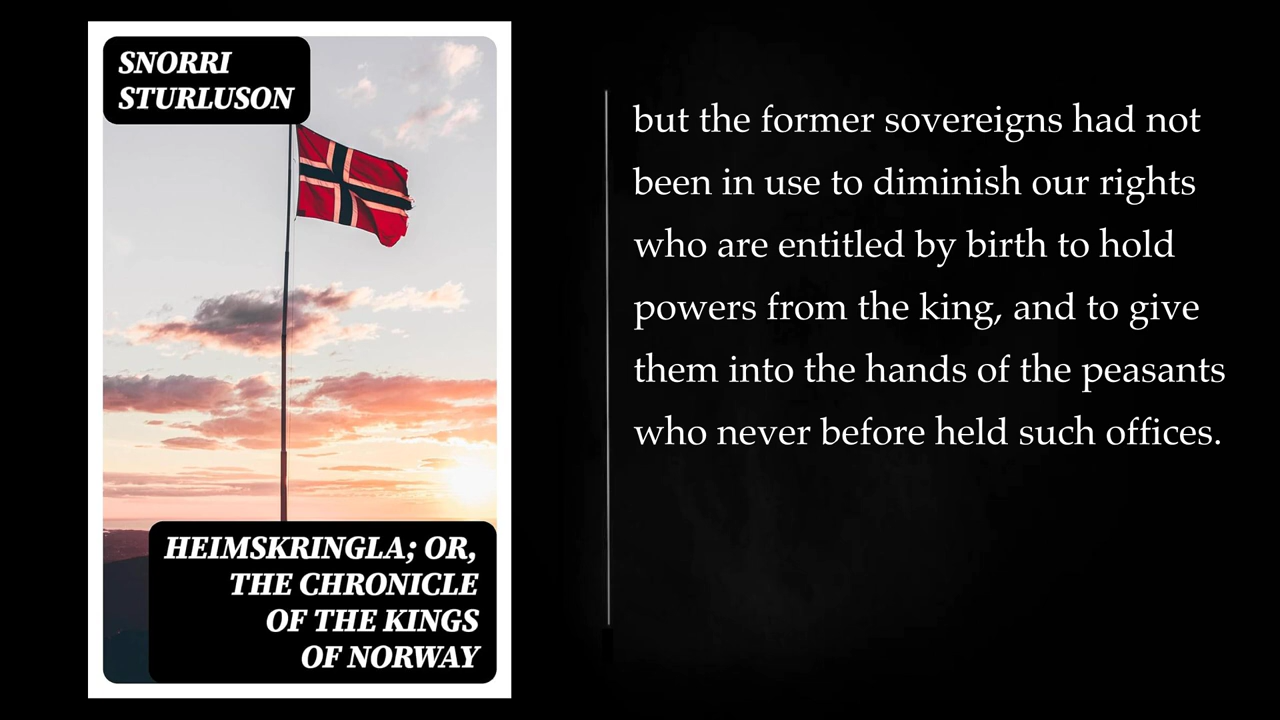 SNORRI
STURLUSON
HEIMSKRINGLA; OR,
THE CHRONICLE
OF THE KINGS
OF NORWAY
but the former sovereigns had not
been in use to diminish our rights
who are entitled by birth to hold
powers from the king, and to give
them into the hands of the peasants
who never before held such offices.